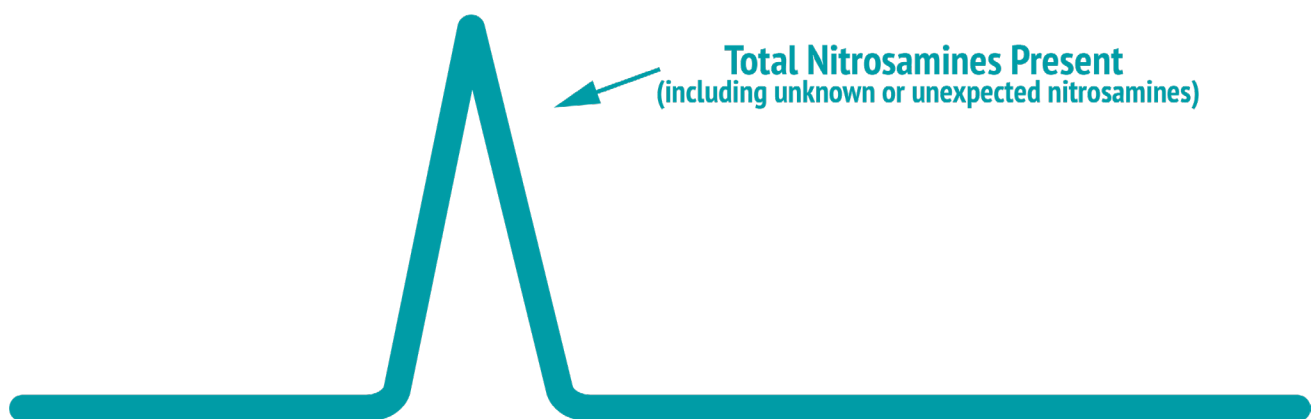 Total Nitrosamines Present
(including unknown or unexpected nitrosamines)